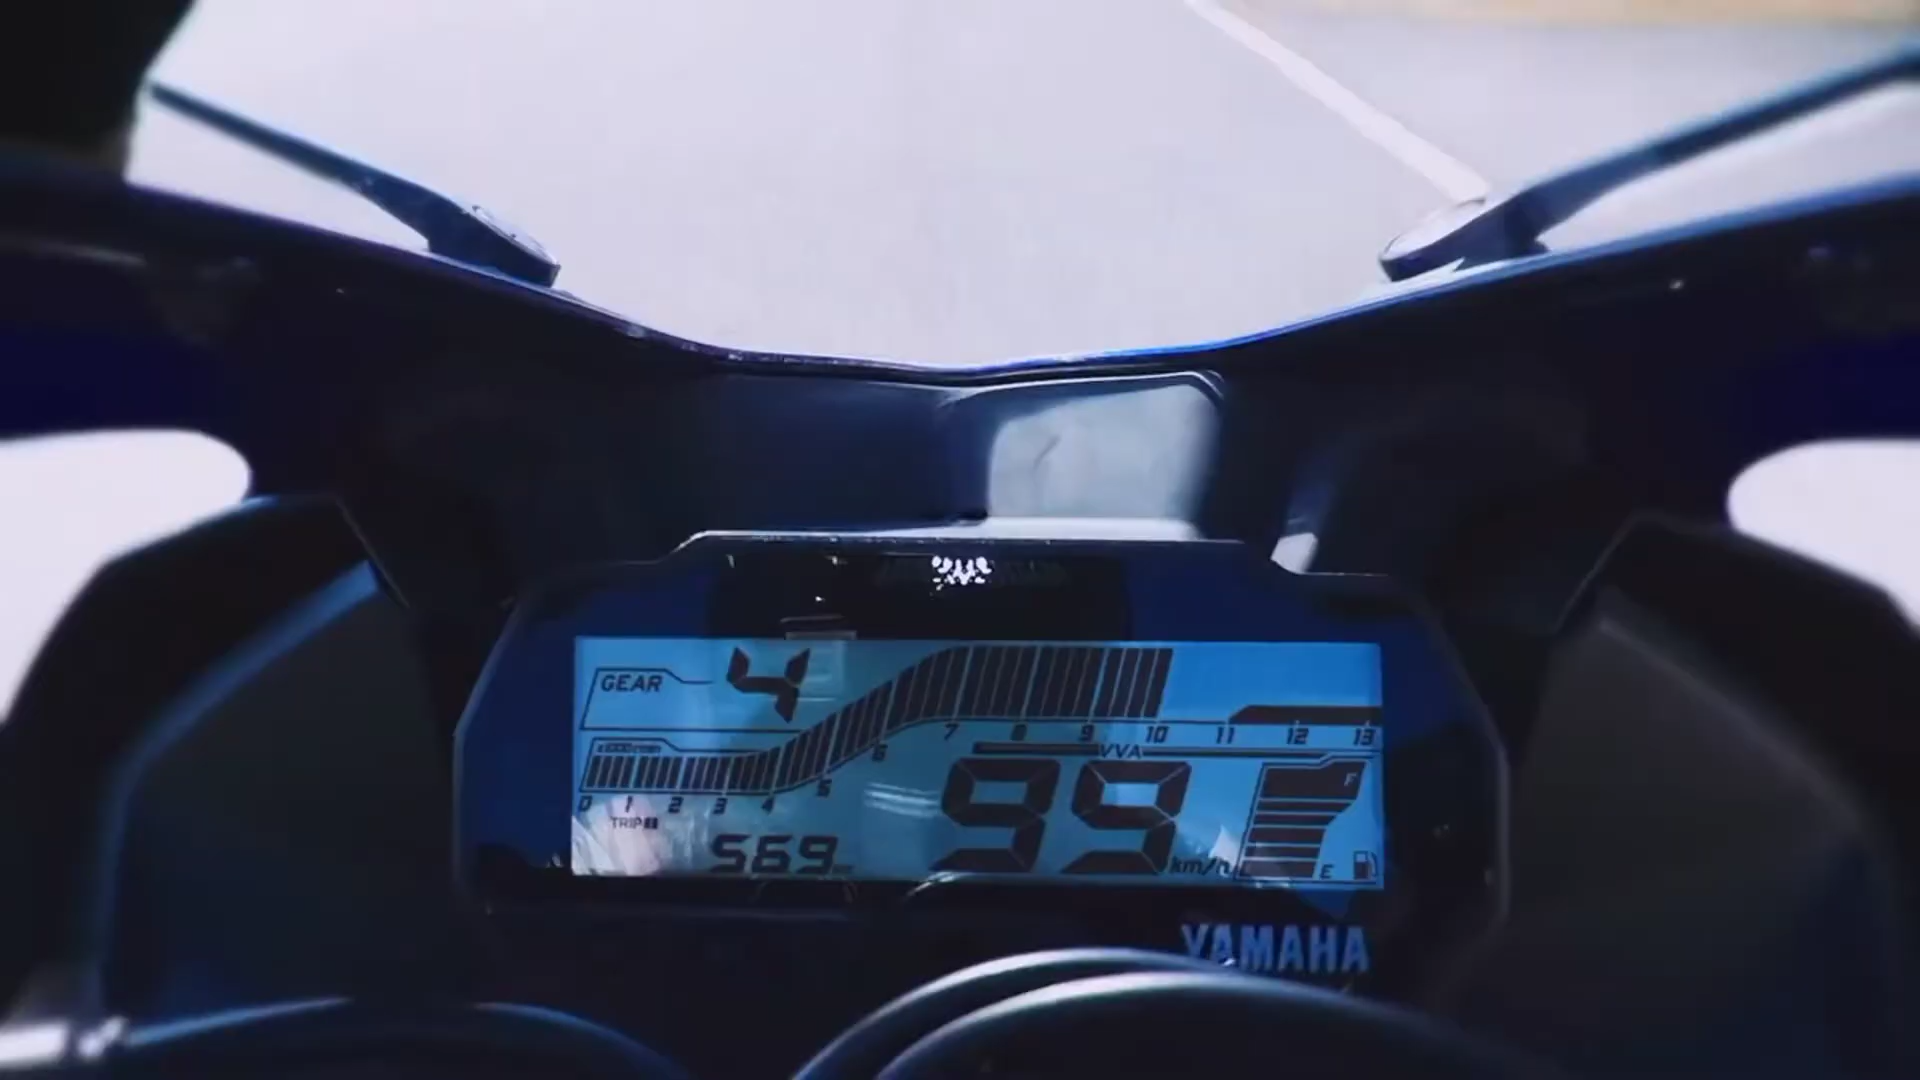 GEAR 4
x1000r/min
0 1 2 3 4 5 6 7 8 9 10 11 12 13
VVA
TRIP
569
99 km/h
F
E
YAMAHA